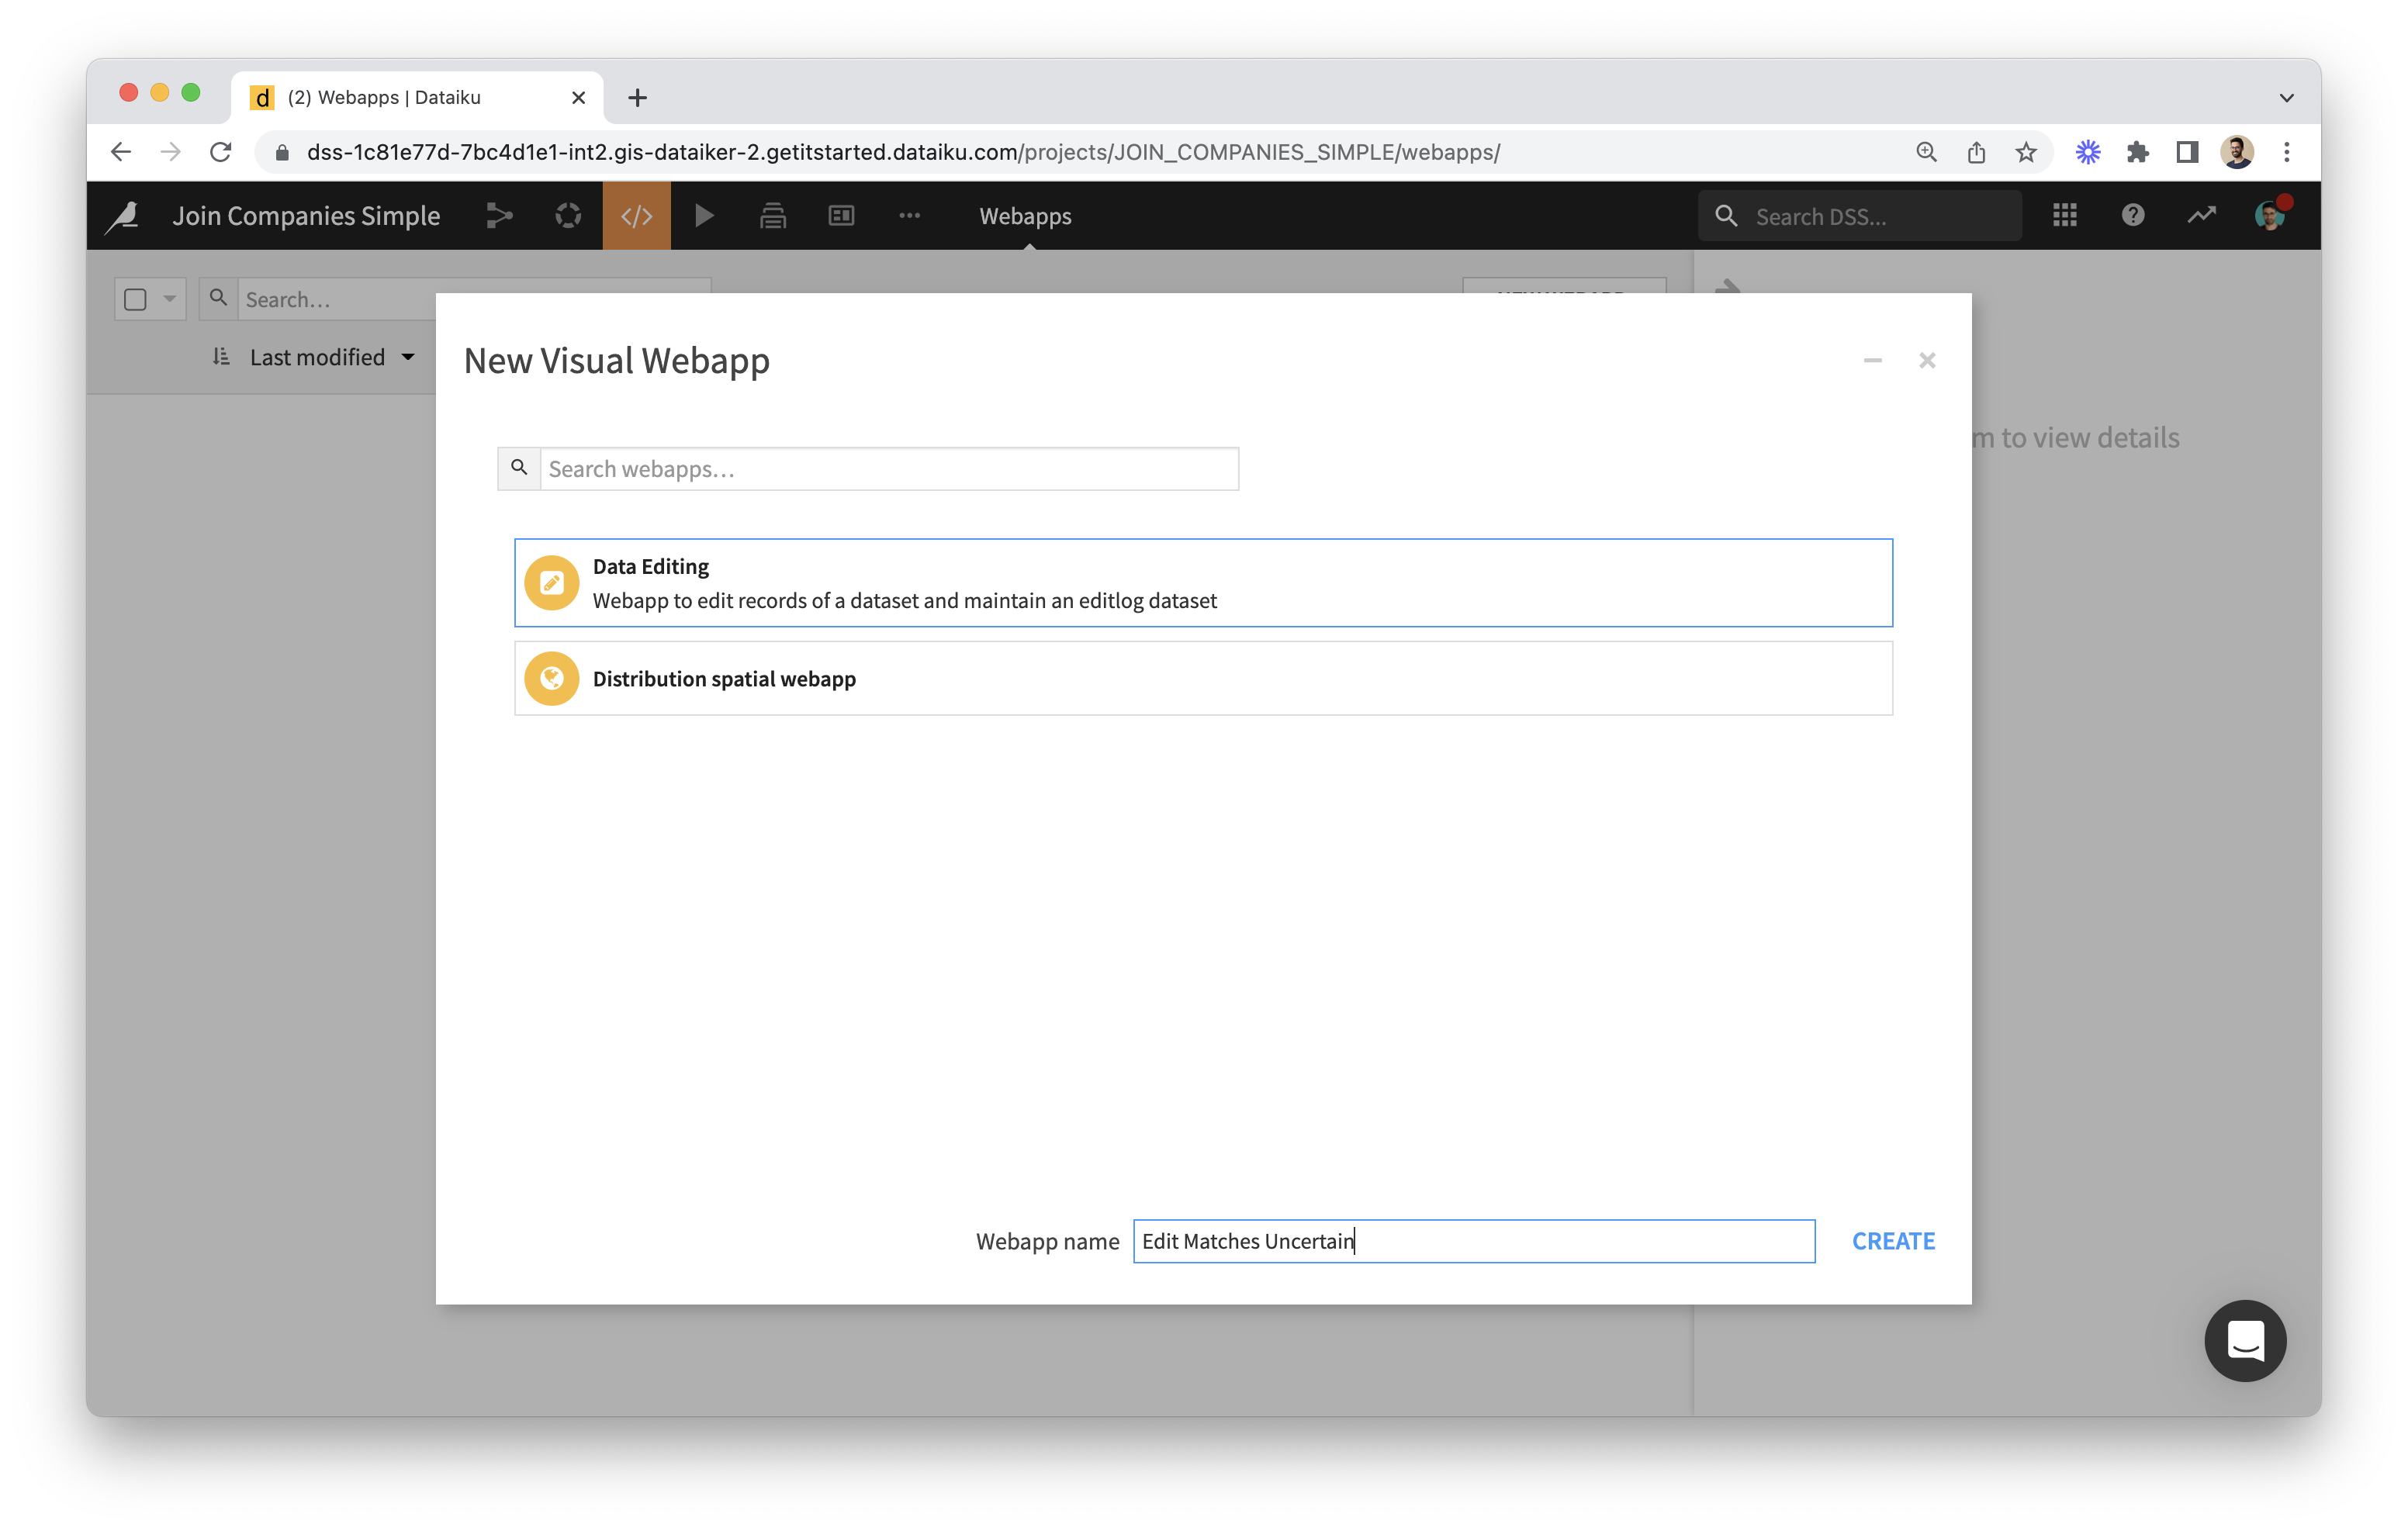 d (2) Webapps | Dataiku
dss-1c81e77d-7bc4d1e1-int2.gis-dataiker-2.getitstarted.dataiku.com/projects/JOIN_COMPANIES_SIMPLE/webapps/
Join Companies Simple </> ... Webapps Search DSS... ?
Search...
Last modified
New Visual Webapp
m to view details
Search webapps...
Data Editing
Webapp to edit records of a dataset and maintain an editlog dataset
Distribution spatial webapp
Webapp name Edit Matches Uncertain CREATE